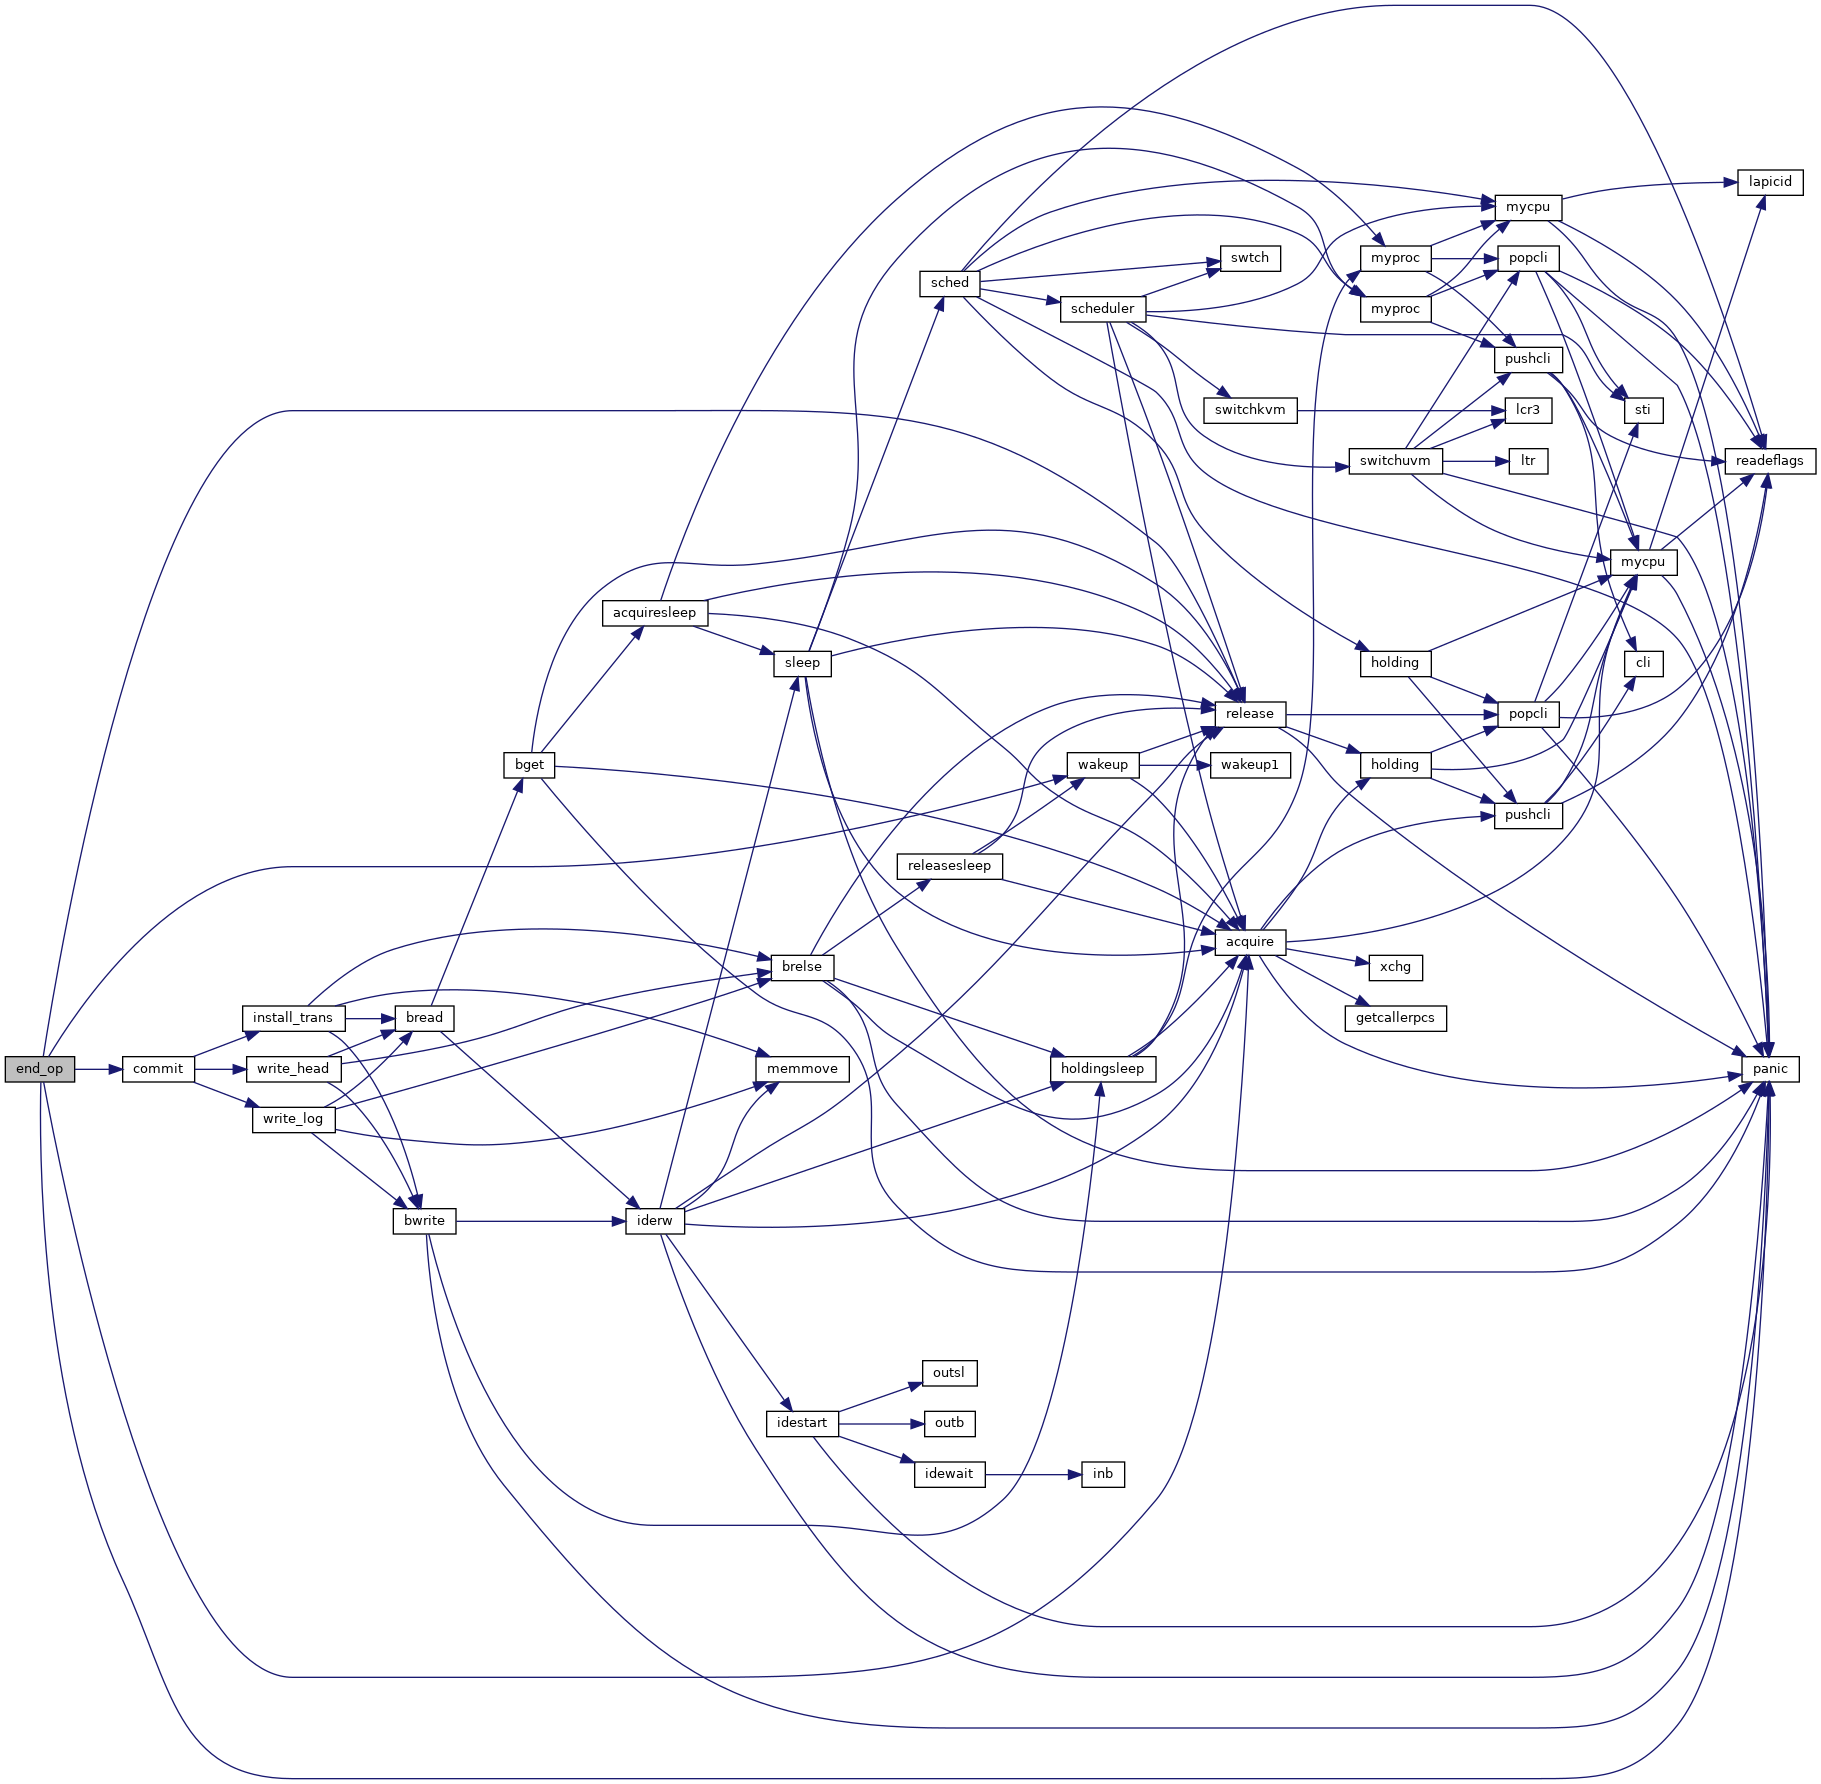 lapicid
mycpu
swtch
myproc
popcli
sched
scheduler
myproc
pushcli
switchkvm
lcr3
sti
switchuvm
ltr
readeflags
mycpu
acquiresleep
sleep
holding
cli
release
popcli
bget
wakeup
wakeup1
holding
pushcli
releasesleep
acquire
brelse
xchg
install_trans
bread
getcallerpcs
end_op
commit
write_head
memmove
holdingsleep
panic
write_log
bwrite
iderw
outsl
idestart
outb
idewait
inb